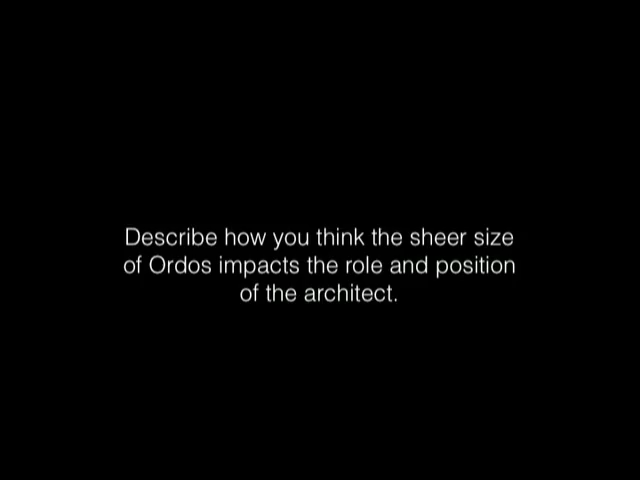 Describe how you think the sheer size
of Ordos impacts the role and position
of the architect.